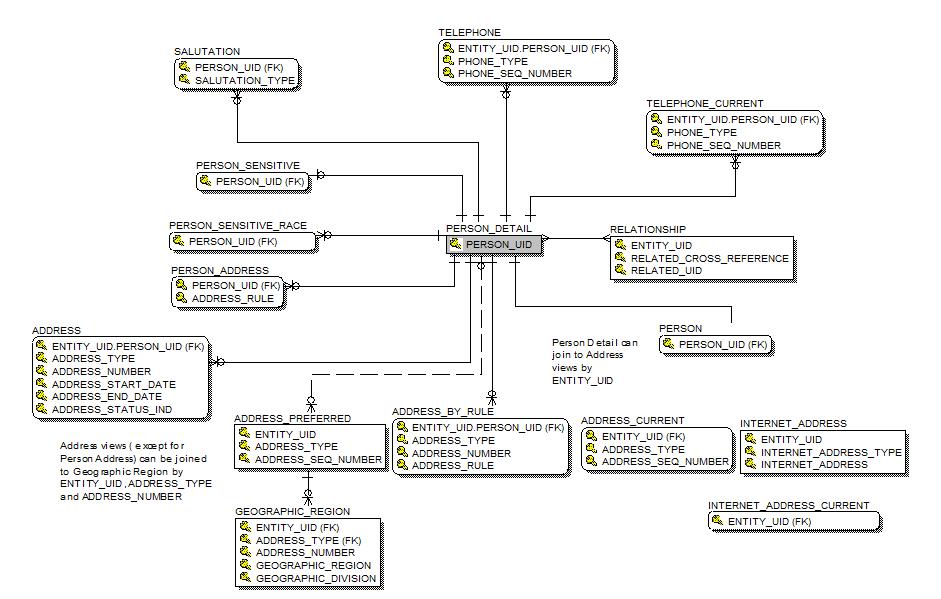 TELEPHONE
ENTITY_UID.PERSON_UID (FK)
PHONE_TYPE
PHONE_SEQ_NUMBER
SALUTATION
PERSON_UID (FK)
SALUTATION_TYPE
TELEPHONE_CURRENT
ENTITY_UID.PERSON_UID (FK)
PHONE_TYPE
PHONE_SEQ_NUMBER
PERSON_SENSITIVE
PERSON_UID (FK)
PERSON_SENSITIVE_RACE
PERSON_UID (FK)
PERSON_DETAIL
PERSON_UID
RELATIONSHIP
ENTITY_UID
RELATED_CROSS_REFERENCE
RELATED_UID
PERSON_ADDRESS
PERSON_UID (FK)
ADDRESS_RULE
ADDRESS
ENTITY_UID.PERSON_UID (FK)
ADDRESS_TYPE
ADDRESS_NUMBER
ADDRESS_START_DATE
ADDRESS_END_DATE
ADDRESS_STATUS_IND
Person Detail can
join to Address
views by
ENTITY_UID
PERSON
PERSON_UID (FK)
Address views ( except for
Person Address) can be joined
to Geographic Region by
ENTITY_UID, ADDRESS_TYPE
and ADDRESS_NUMBER
ADDRESS_PREFERRED
ENTITY_UID
ADDRESS_TYPE
ADDRESS_SEQ_NUMBER
ADDRESS_BY_RULE
ENTITY_UID.PERSON_UID (FK)
ADDRESS_TYPE
ADDRESS_NUMBER
ADDRESS_RULE
ADDRESS_CURRENT
ENTITY_UID (FK)
ADDRESS_TYPE
ADDRESS_SEQ_NUMBER
INTERNET_ADDRESS
ENTITY_UID
INTERNET_ADDRESS_TYPE
INTERNET_ADDRESS
GEOGRAPHIC_REGION
ENTITY_UID (FK)
ADDRESS_TYPE (FK)
ADDRESS_NUMBER
GEOGRAPHIC_REGION
GEOGRAPHIC_DIVISION
INTERNET_ADDRESS_CURRENT
ENTITY_UID (FK)